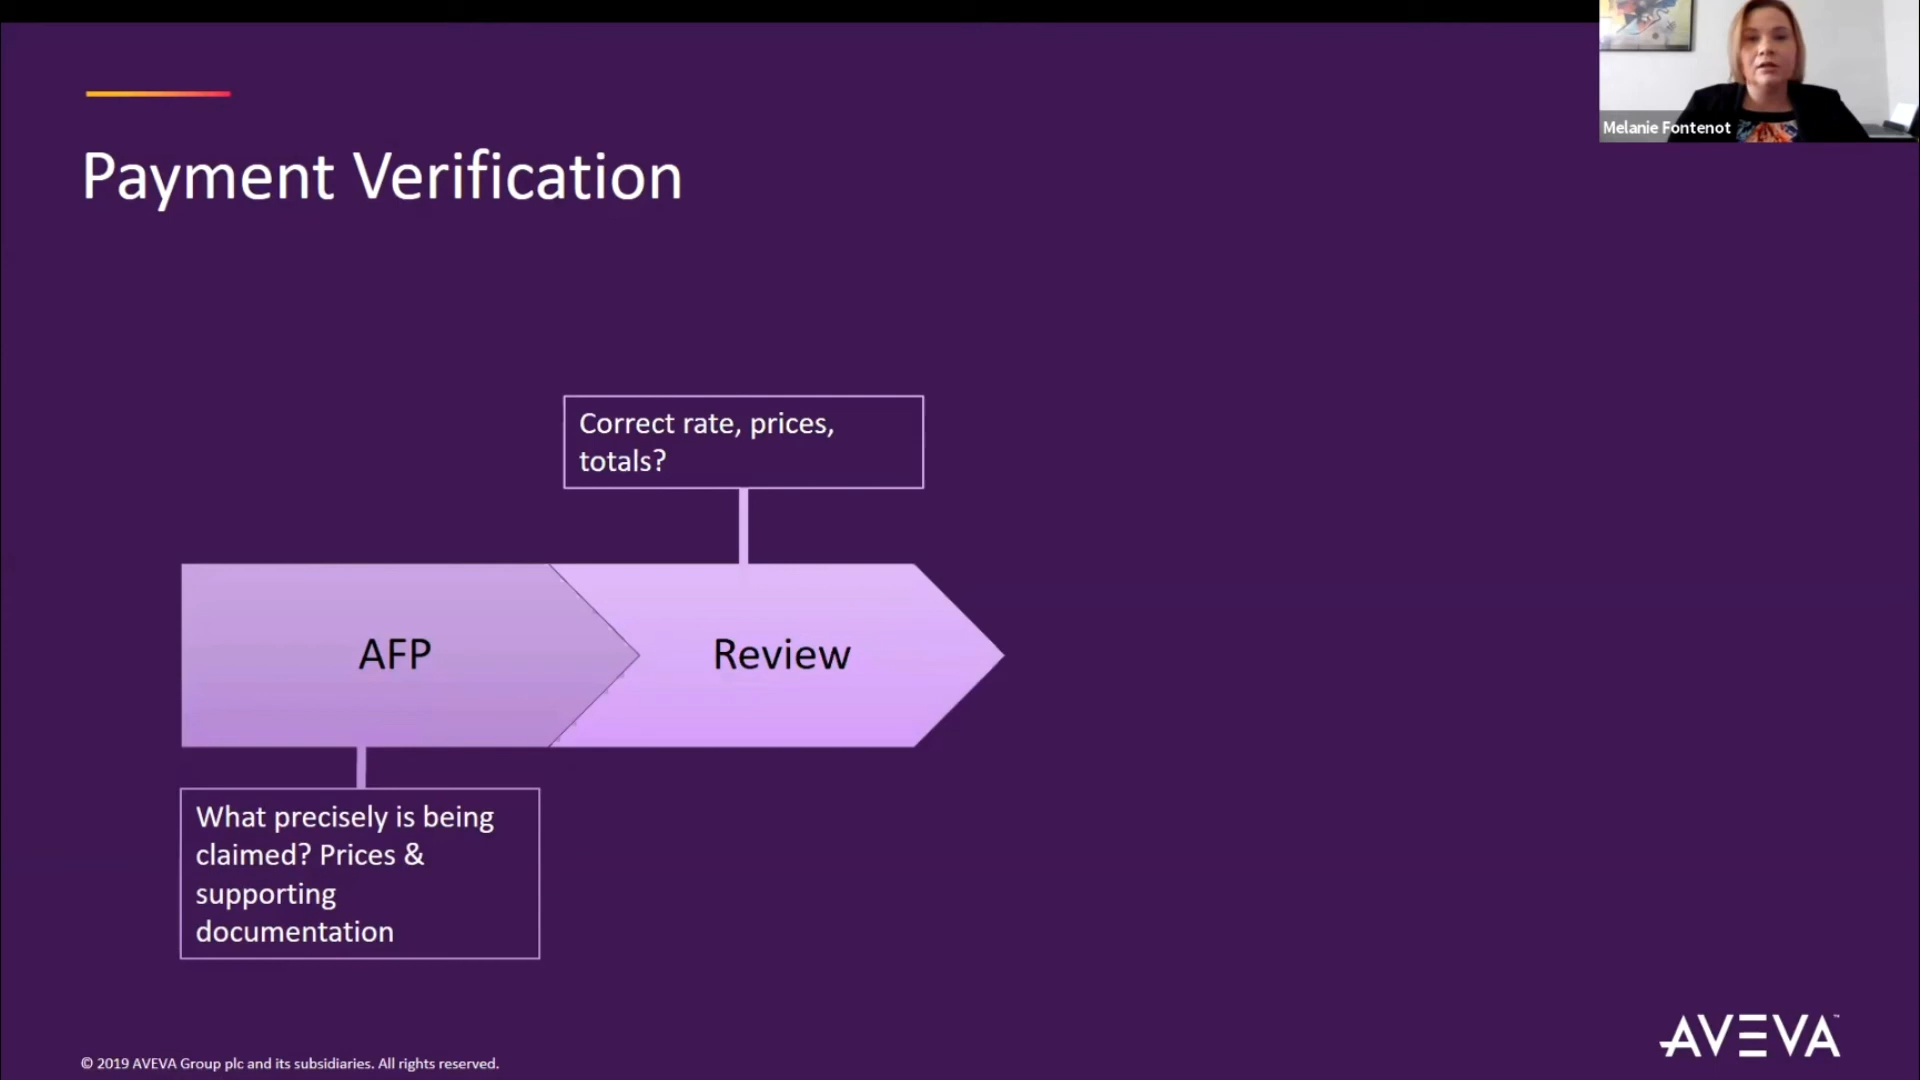 Melanie Fontenot
Payment Verification
Correct rate, prices,
totals?
AFP
Review
What precisely is being
claimed? Prices &
supporting
documentation
© 2019 AVEVA Group plc and its subsidiaries. All rights reserved.
AVEVA™